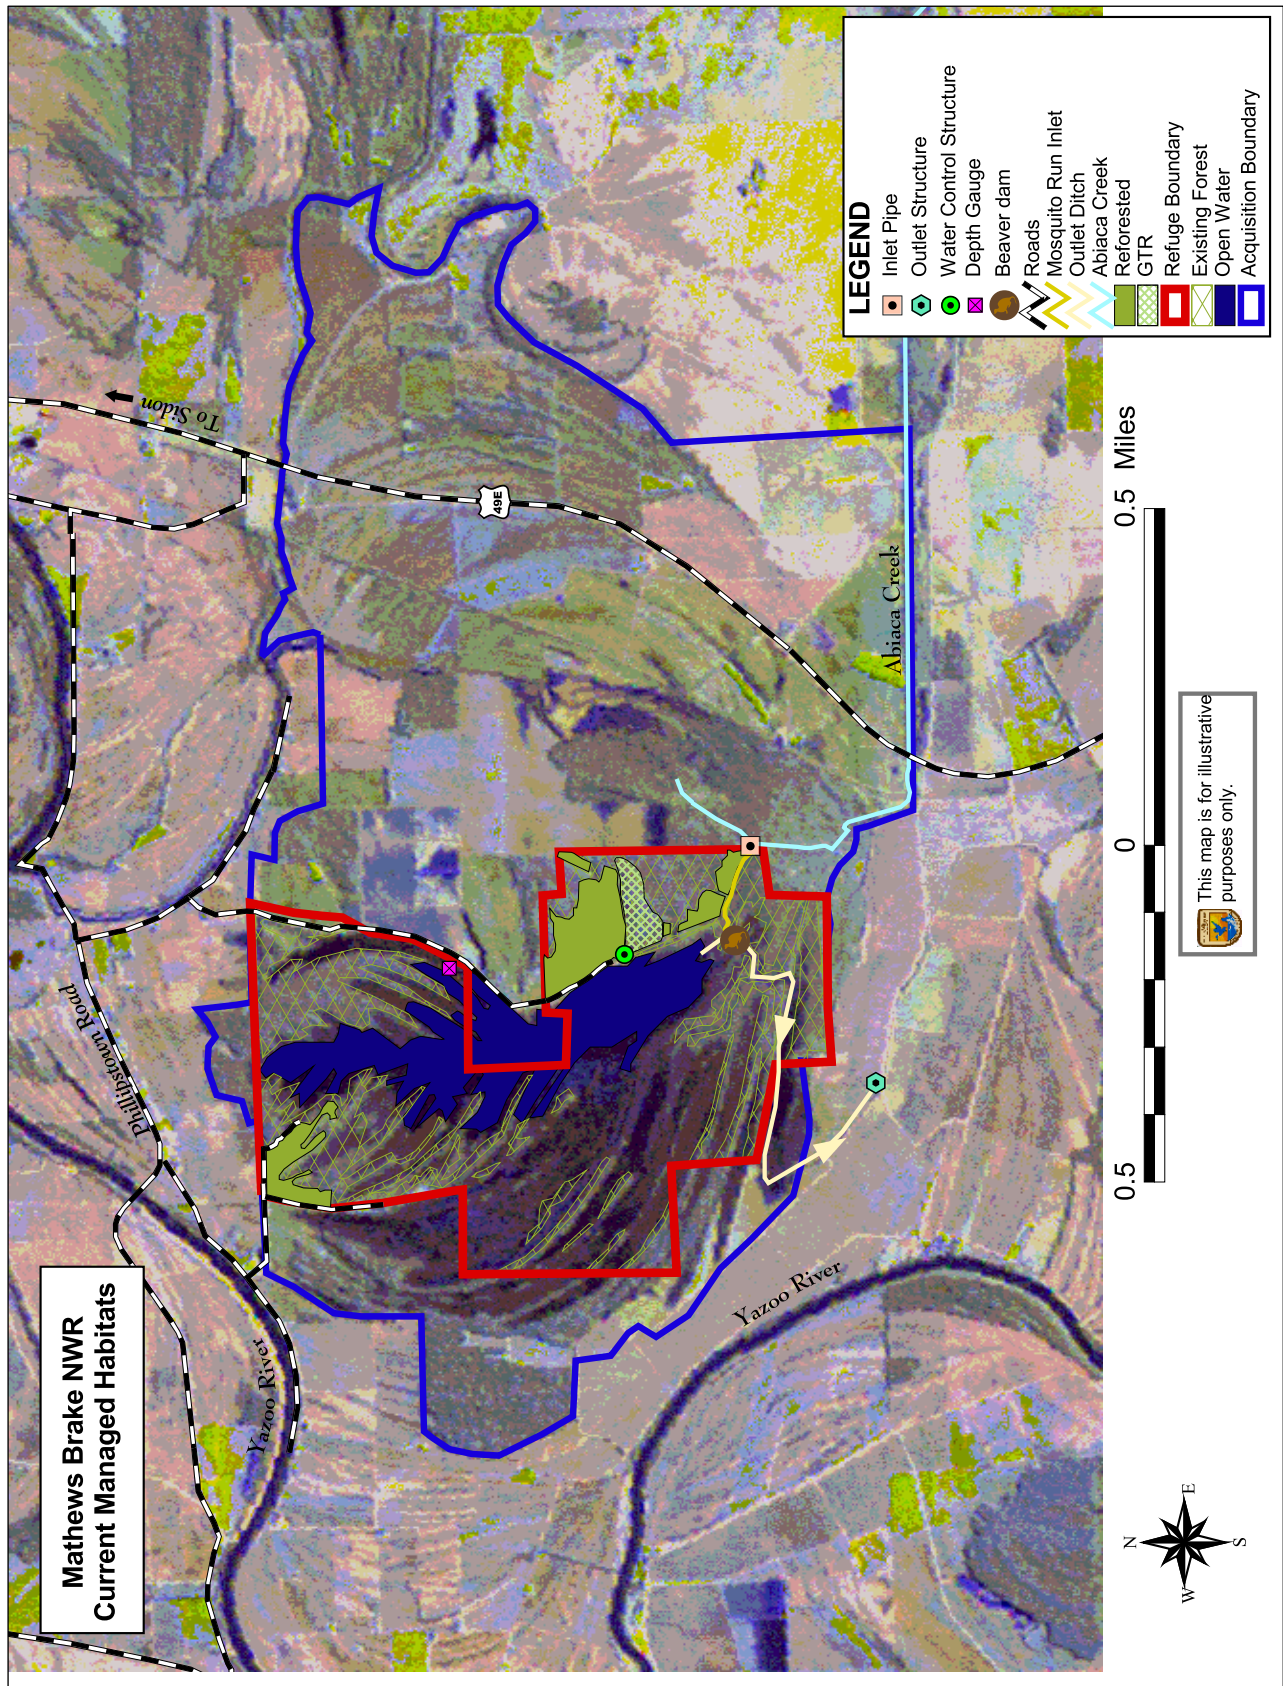 Mathews Brake NWR
Current Managed Habitats
To Sidon
Phillipstown Road
49E
Yazoo River
Yazoo River
Abiaca Creek
LEGEND
Inlet Pipe
Outlet Structure
Water Control Structure
Depth Gauge
Beaver dam
Roads
Mosquito Run Inlet
Outlet Ditch
Abiaca Creek
Reforested
GTR
Refuge Boundary
Existing Forest
Open Water
Acquisition Boundary
0.5 0 0.5 Miles
This map is for illustrative
purposes only.
N
W E
S